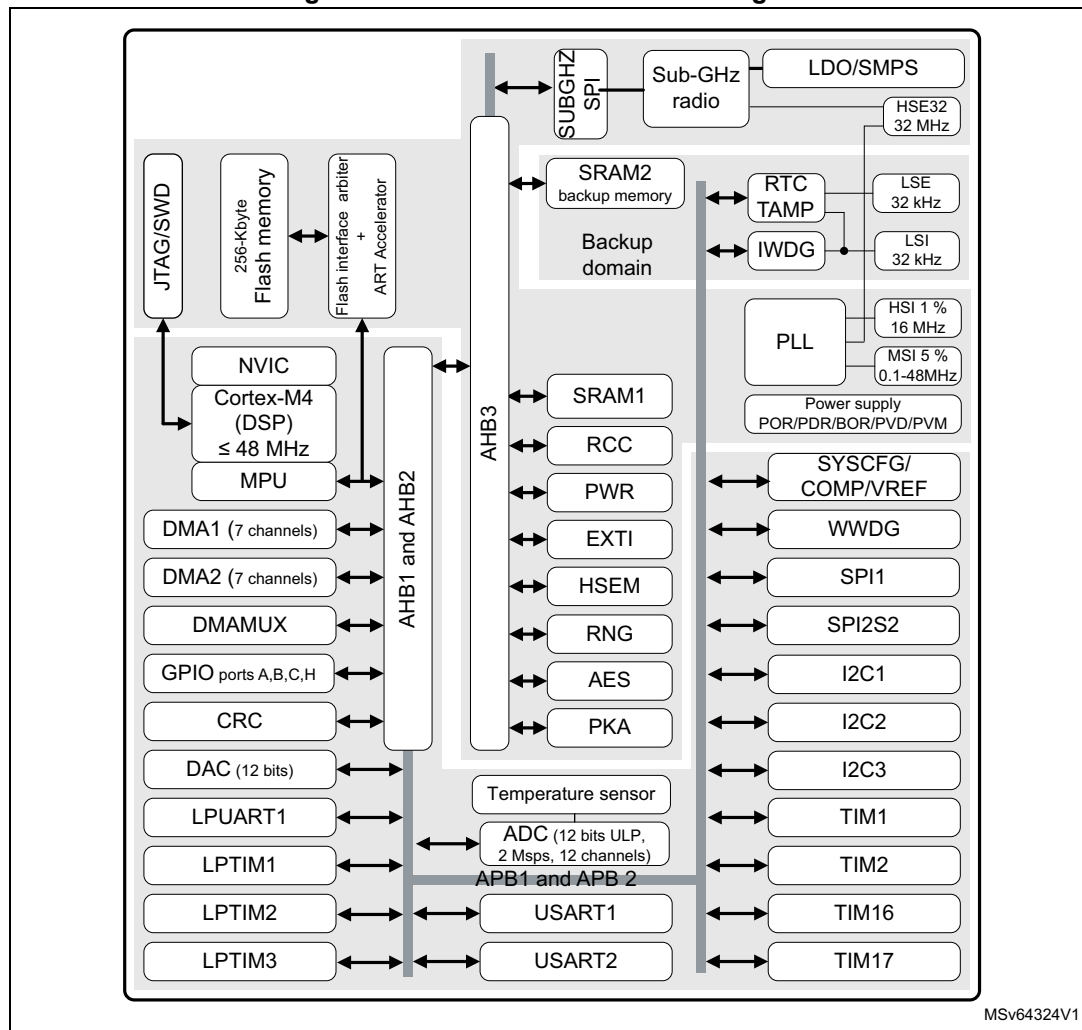 SUBGHZ
SPI
Sub-GHz
radio
LDO/SMPS
HSE32
32 MHz
JTAG/SWD
256-Kbyte
Flash memory
Flash interface arbiter
+
ART Accelerator
SRAM2
backup memory
RTC
TAMP
LSE
32 kHz
Backup
domain
IWDG
LSI
32 kHz
PLL
HSI 1 %
16 MHz
MSI 5 %
0.1-48MHz
Power supply
POR/PDR/BOR/PVD/PVM
NVIC
Cortex-M4
(DSP)
≤ 48 MHz
MPU
AHB1 and AHB2
AHB3
SRAM1
RCC
PWR
EXTI
HSEM
RNG
AES
PKA
DMA1 (7 channels)
DMA2 (7 channels)
DMAMUX
GPIO ports A,B,C,H
CRC
DAC (12 bits)
LPUART1
LPTIM1
LPTIM2
LPTIM3
Temperature sensor
ADC (12 bits ULP,
2 Msps, 12 channels)
APB1 and APB 2
USART1
USART2
SYSCFG/
COMP/VREF
WWDG
SPI1
SPI2S2
I2C1
I2C2
I2C3
TIM1
TIM2
TIM16
TIM17
MSv64324V1